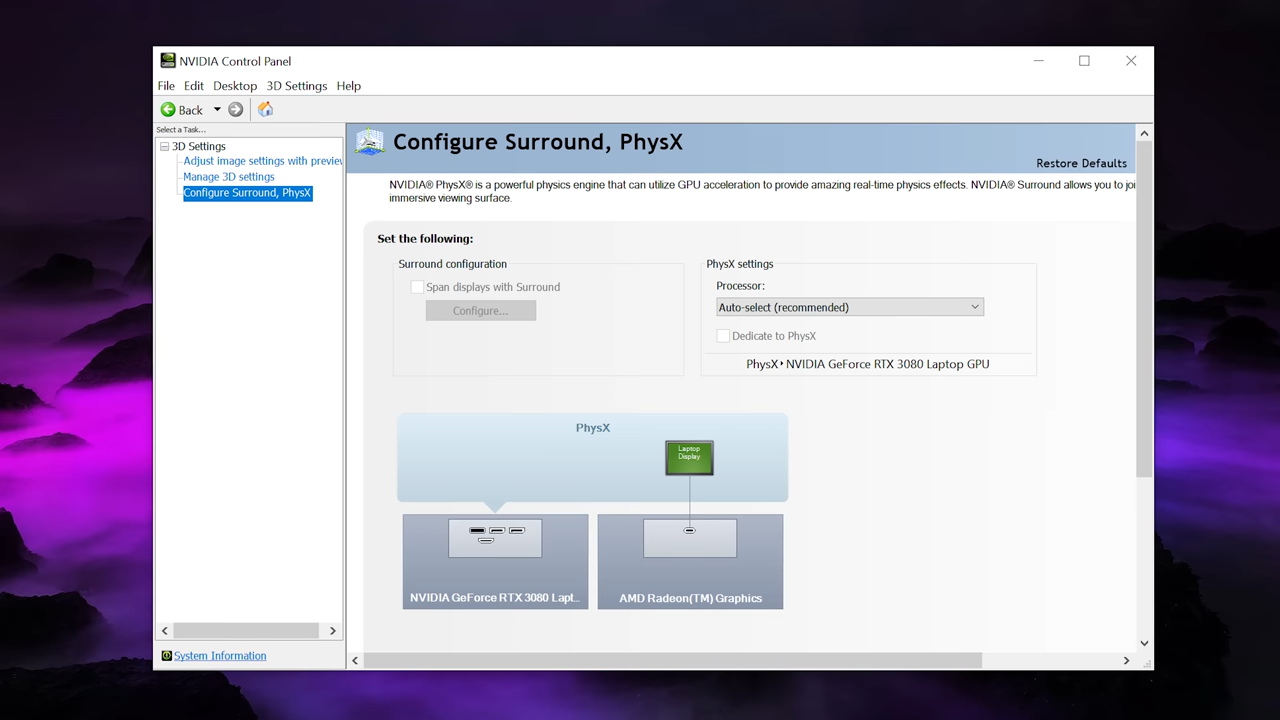 NVIDIA Control Panel
File Edit Desktop 3D Settings Help
Back
Select a Task...
3D Settings
Adjust image settings with preview
Manage 3D settings
Configure Surround, PhysX
System Information
Configure Surround, PhysX
Restore Defaults
NVIDIA® PhysX® is a powerful physics engine that can utilize GPU acceleration to provide amazing real-time physics effects. NVIDIA® Surround allows you to joi
immersive viewing surface.
Set the following:
Surround configuration
Span displays with Surround
Configure...
PhysX settings
Processor:
Auto-select (recommended)
Dedicate to PhysX
PhysX NVIDIA GeForce RTX 3080 Laptop GPU
PhysX
Laptop
Display
NVIDIA GeForce RTX 3080 Lapt...
AMD Radeon(TM) Graphics